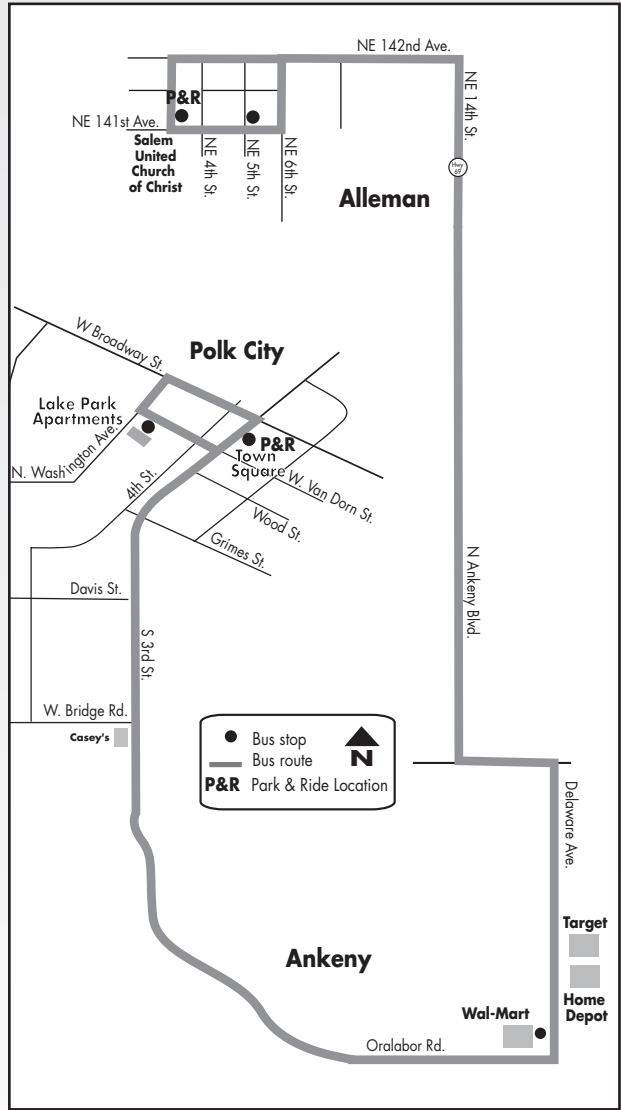 NE 142nd Ave.
NE 14th St.
P&R
NE 141st Ave.
Salem
United
Church
of Christ
NE 4th St.
NE 5th St.
NE 6th St.
Hwy
69
Alleman
W Broadway St.
Polk City
Lake Park
Apartments
P&R
Town
Square
N. Washington Ave.
4th St.
W. Van Dorn St.
Wood St.
Grimes St.
Davis St.
N Ankeny Blvd.
S 3rd St.
W. Bridge Rd.
Casey's
Bus stop
Bus route
P&R Park & Ride Location
N
Delaware Ave.
Target
Ankeny
Home
Depot
Wal-Mart
Oralabor Rd.